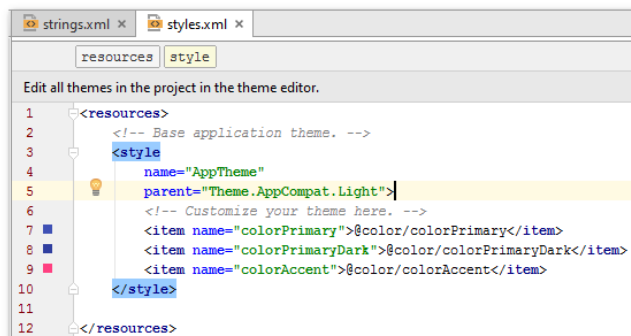 strings.xml × styles.xml ×
resources style
Edit all themes in the project in the theme editor.
1 <resources>
2 <!-- Base application theme. -->
3 <style
4 name="AppTheme"
5 parent="Theme.AppCompat.Light">
6 <!-- Customize your theme here. -->
7 <item name="colorPrimary">@color/colorPrimary</item>
8 <item name="colorPrimaryDark">@color/colorPrimaryDark</item>
9 <item name="colorAccent">@color/colorAccent</item>
10 </style>
11
12 </resources>